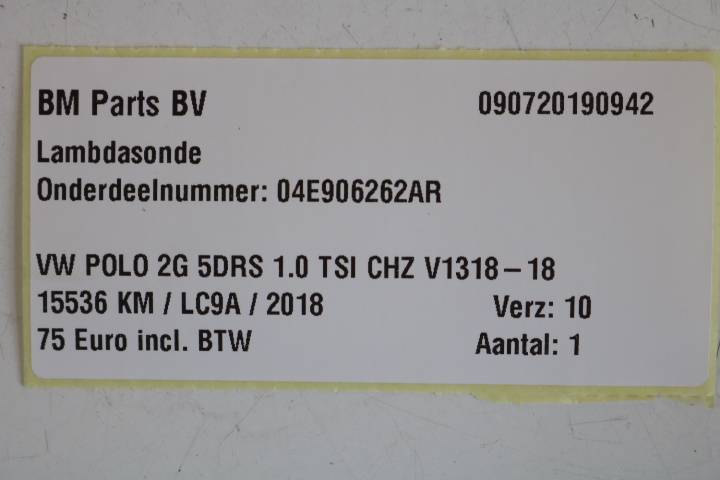 BM Parts BV 090720190942
Lambdasonde
Onderdeelnummer: 04E906262AR
VW POLO 2G 5DRS 1.0 TSI CHZ V1318-18
15536 KM / LC9A / 2018 Verz: 10
75 Euro incl. BTW Aantal: 1